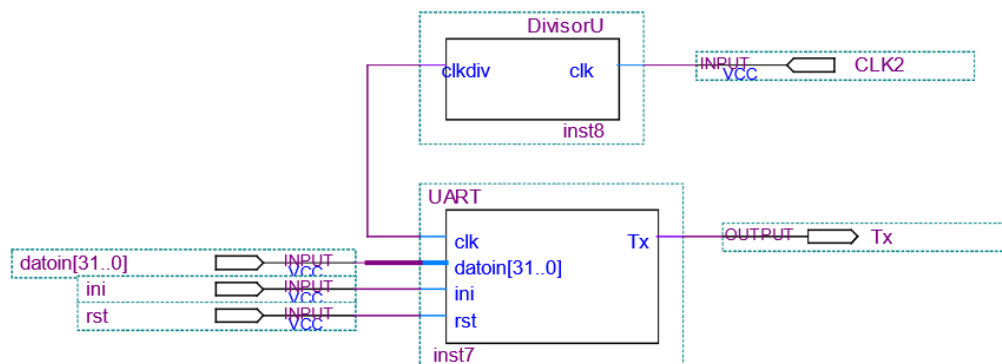 DivisorU
clkdiv clk INPUT VCC CLK2
inst8
UART
clk Tx OUTPUT Tx
datoin[31..0] INPUT VCC datoin[31..0]
ini INPUT VCC ini
rst INPUT VCC rst
inst7